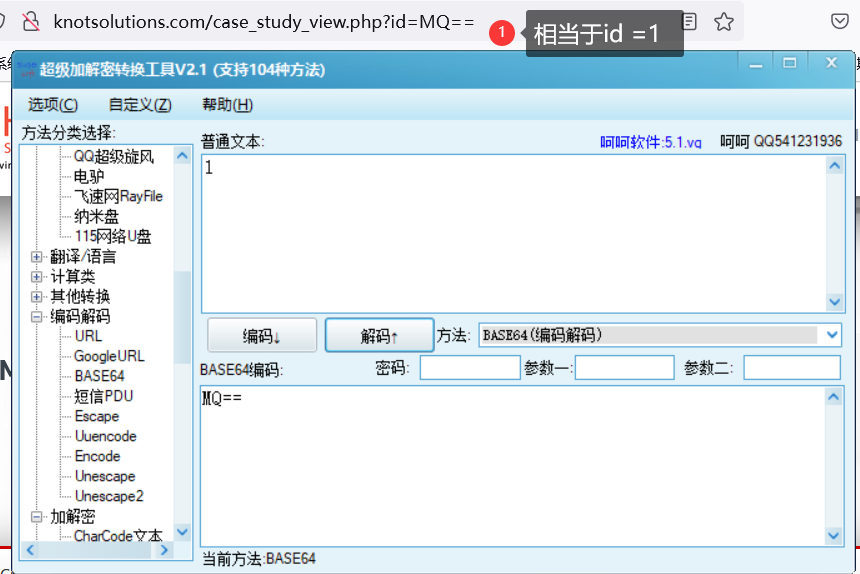 knotsolutions.com/case_study_view.php?id=MQ==
1 相当于id =1
超级加解密转换工具V2.1 (支持104种方法)
选项(C) 自定义(Z) 帮助(H)
方法分类选择:
QQ超级旋风
电驴
飞速网RayFile
纳米盘
115网络U盘
翻译/语言
计算类
其他转换
编码解码
URL
GoogleURL
BASE64
短信PDU
Escape
Uuencode
Encode
Unescape
Unescape2
加解密
CharCode文本
普通文本:
呵呵软件:5.1.vg 呵呵 QQ541231936
1
编码↓ 解码↑ 方法: BASE64(编码解码)
BASE64编码: 密码: 参数一: 参数二:
MQ==
当前方法:BASE64